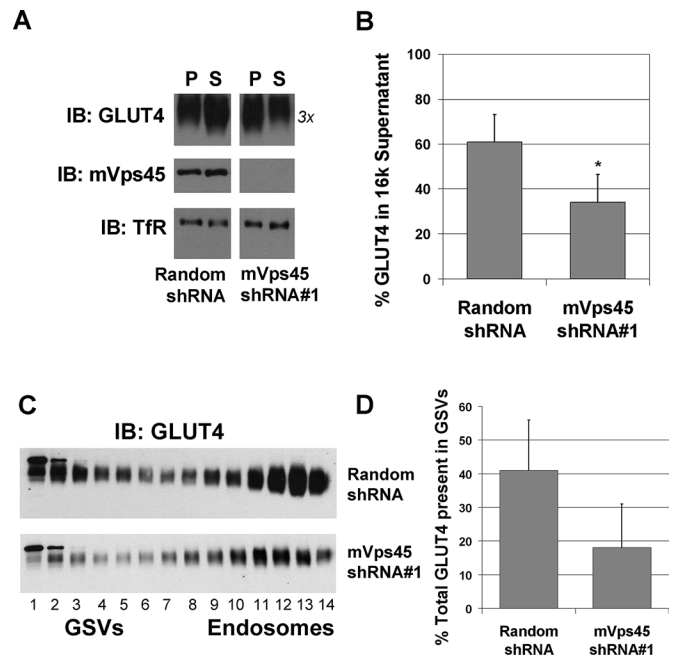 A
P S P S
IB: GLUT4
3x
IB: mVps45
IB: TfR
Random shRNA
mVps45 shRNA#1
B
% GLUT4 in 16k Supernatant
100
80
60
40
20
0
*
Random shRNA
mVps45 shRNA#1
C
IB: GLUT4
Random shRNA
mVps45 shRNA#1
1 2 3 4 5 6 7 8 9 10 11 12 13 14
GSVs Endosomes
D
% Total GLUT4 present in GSVs
60
50
40
30
20
10
0
Random shRNA
mVps45 shRNA#1